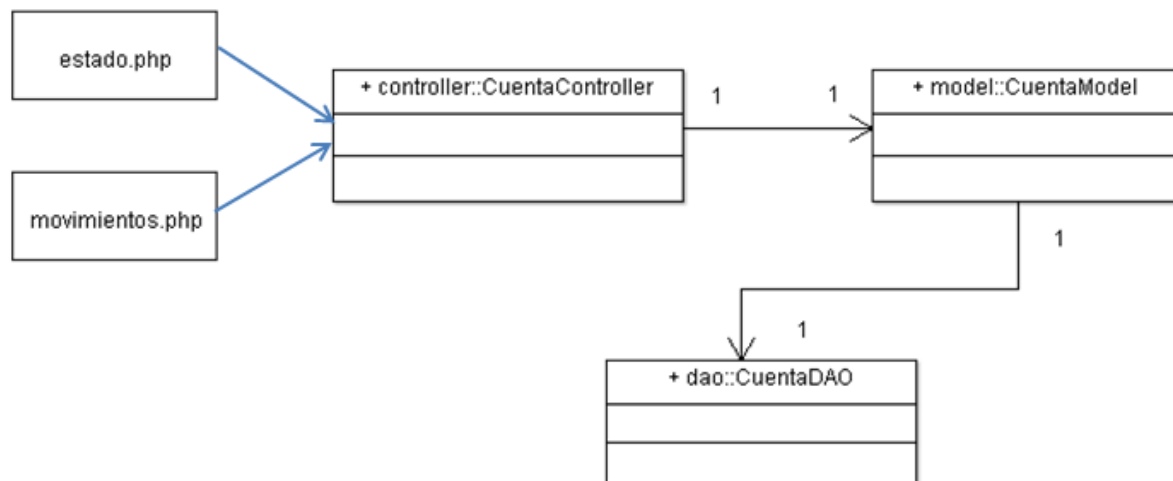 estado.php
+ controller::CuentaController
+ model::CuentaModel
1
1
movimientos.php
1
1
+ dao::CuentaDAO